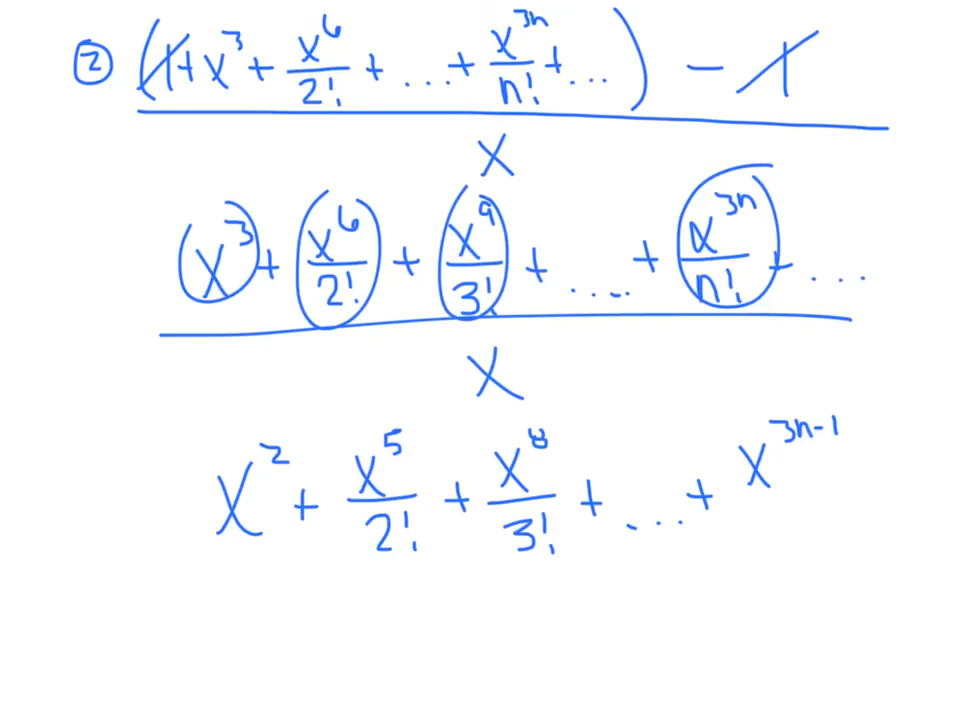 ② (1+x^3 + x^6/2! + ... + x^3n/n! + ...) - 1
x
x^3 + x^6/2! + x^9/3! + .... + x^3n/n! + ...
x
x^2 + x^5/2! + x^8/3! + ... + x^3n-1